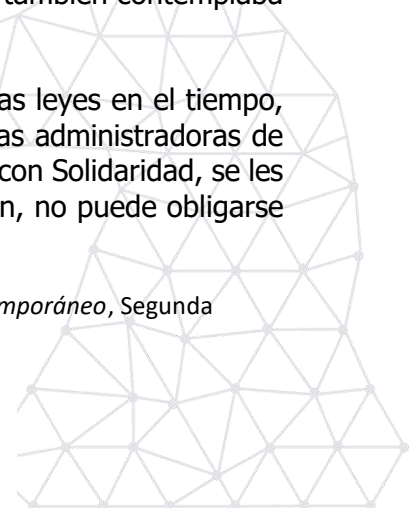 también contemplaba
as leyes en el tiempo,
as administradoras de
con Solidaridad, se les
n, no puede obligarse
mporáneo, Segunda